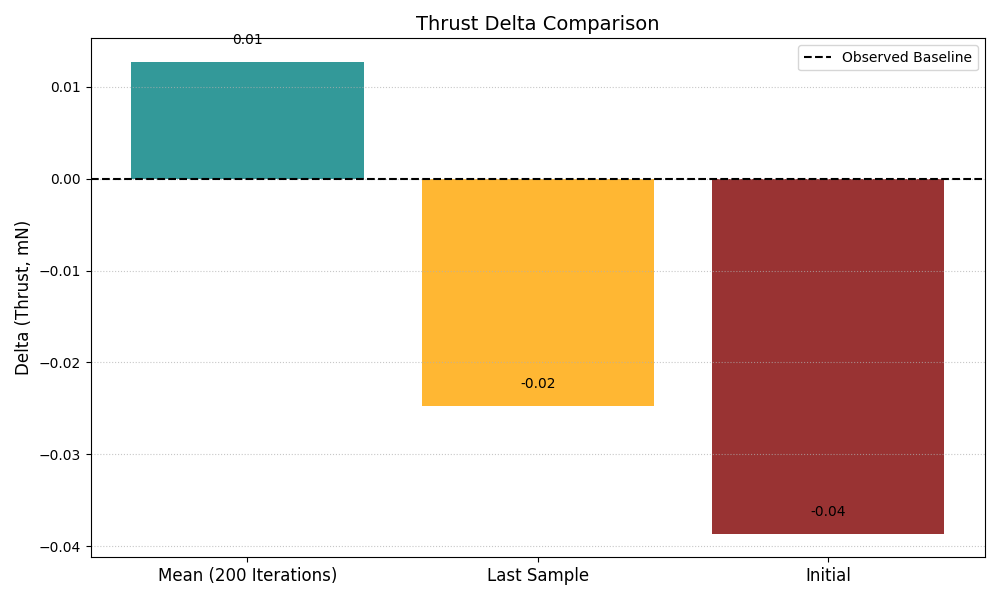 Thrust Delta Comparison
0.01
Observed Baseline
0.01
0.00
−0.01
−0.02
−0.03
−0.04
Delta (Thrust, mN)
-0.02
-0.04
Mean (200 Iterations)
Last Sample
Initial